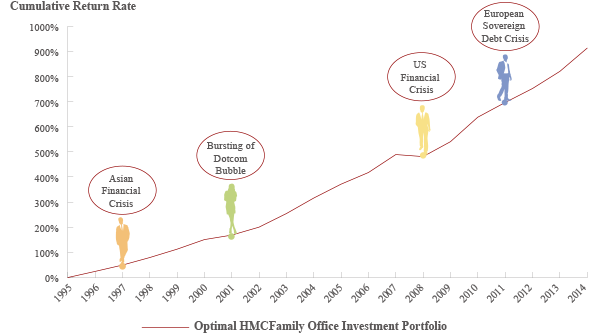 Cumulative Return Rate
1000%
900%
800%
700%
600%
500%
400%
300%
200%
100%
0%
Asian
Financial
Crisis
Bursting of
Dotcom
Bubble
US
Financial
Crisis
European
Sovereign
Debt Crisis
1995
1996
1997
1998
1999
2000
2001
2002
2003
2004
2005
2006
2007
2008
2009
2010
2011
2012
2013
2014
Optimal HMCFamily Office Investment Portfolio